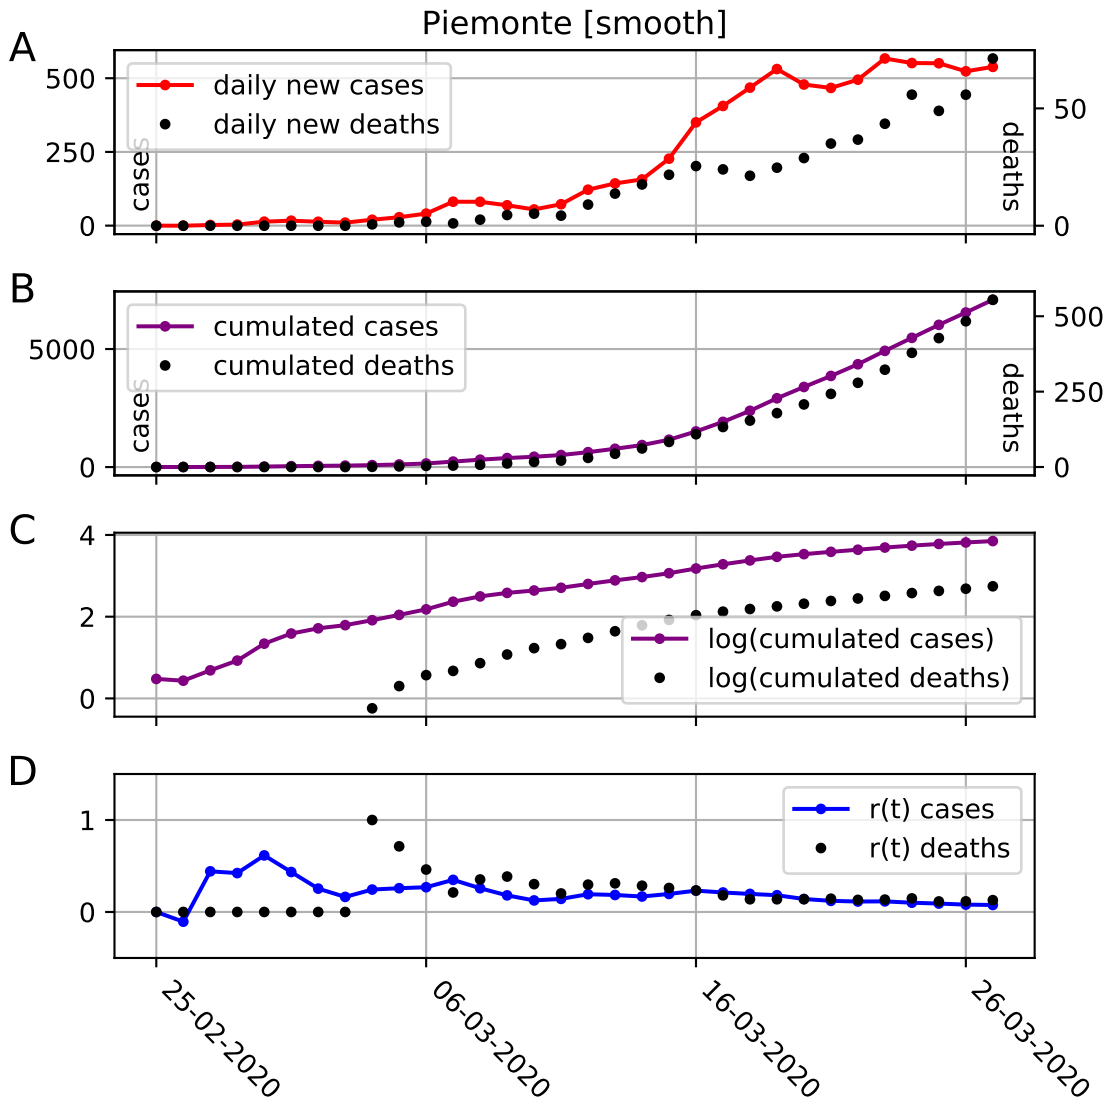 Piemonte [smooth]
A
500
250
0
cases
daily new cases
daily new deaths
50
0
deaths
B
5000
0
cases
cumulated cases
cumulated deaths
500
250
0
deaths
C
4
2
0
log(cumulated cases)
log(cumulated deaths)
D
1
0
r(t) cases
r(t) deaths
25-02-2020
06-03-2020
16-03-2020
26-03-2020